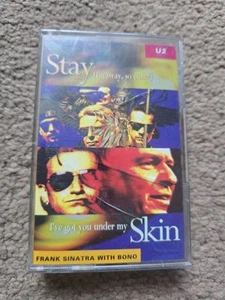 U2
Stay
(faraway, so close!)
I've got you under my
Skin
FRANK SINATRA WITH BONO